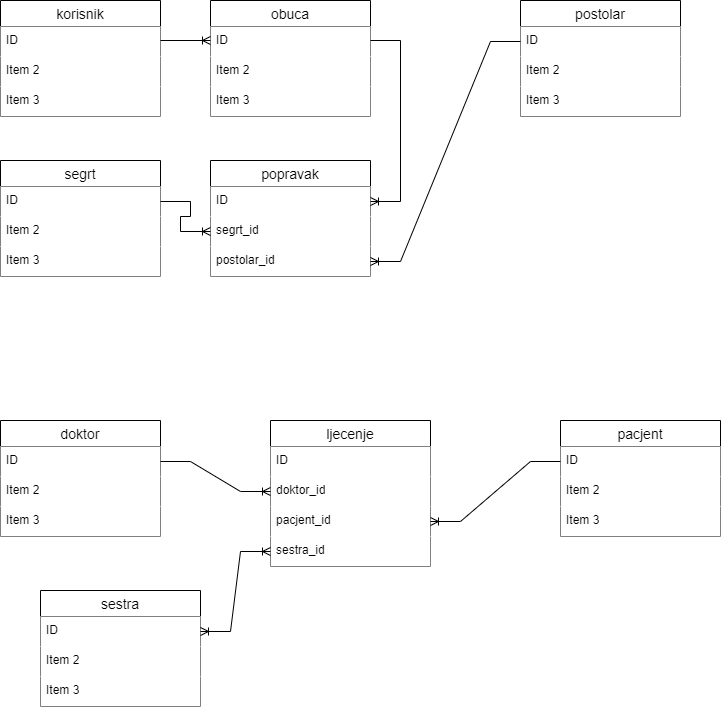 korisnik
ID
Item 2
Item 3
obuca
ID
Item 2
Item 3
postolar
ID
Item 2
Item 3
segrt
ID
Item 2
Item 3
popravak
ID
segrt_id
postolar_id
doktor
ID
Item 2
Item 3
ljecenje
ID
doktor_id
pacjent_id
sestra_id
pacjent
ID
Item 2
Item 3
sestra
ID
Item 2
Item 3